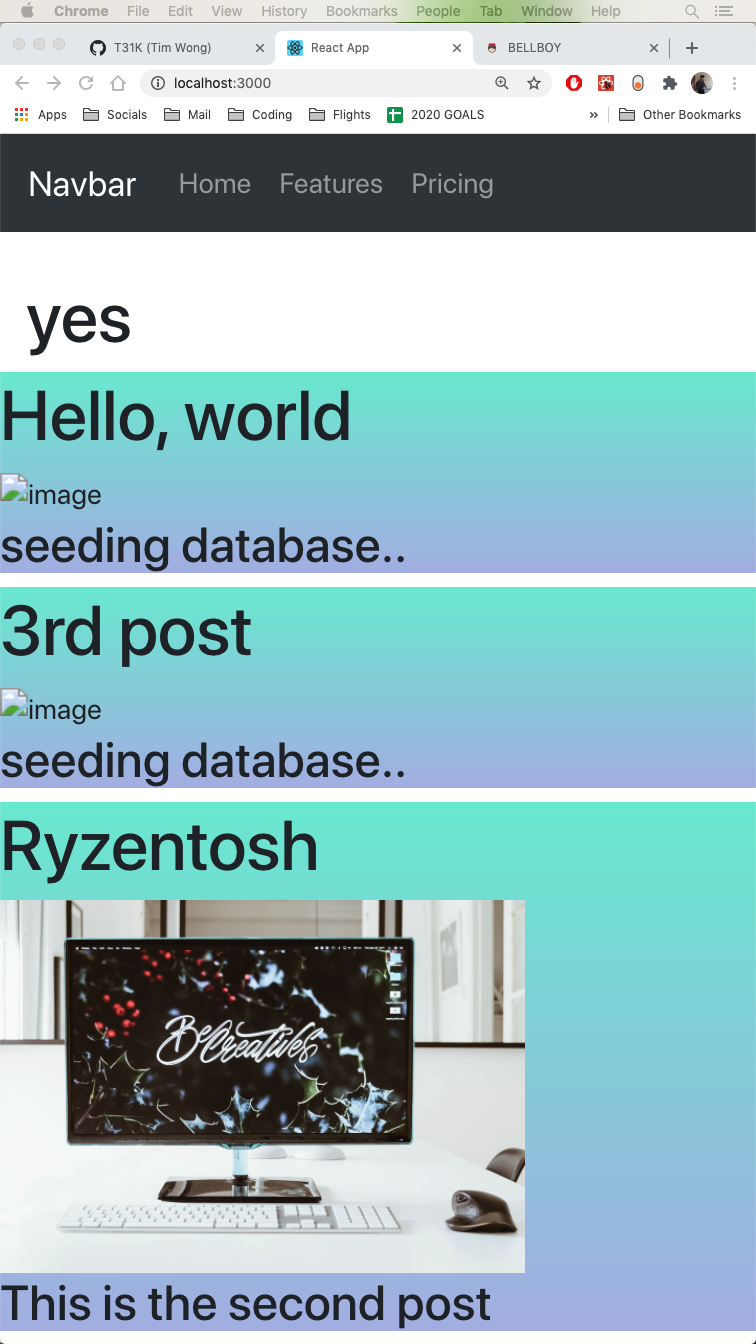 Chrome File Edit View History Bookmarks People Tab Window Help
T31K (Tim Wong) React App BELLBOY
localhost:3000
Apps Socials Mail Coding Flights 2020 GOALS » Other Bookmarks
Navbar Home Features Pricing
yes
Hello, world
image
seeding database..
3rd post
image
seeding database..
Ryzentosh
Be Creatives
This is the second post